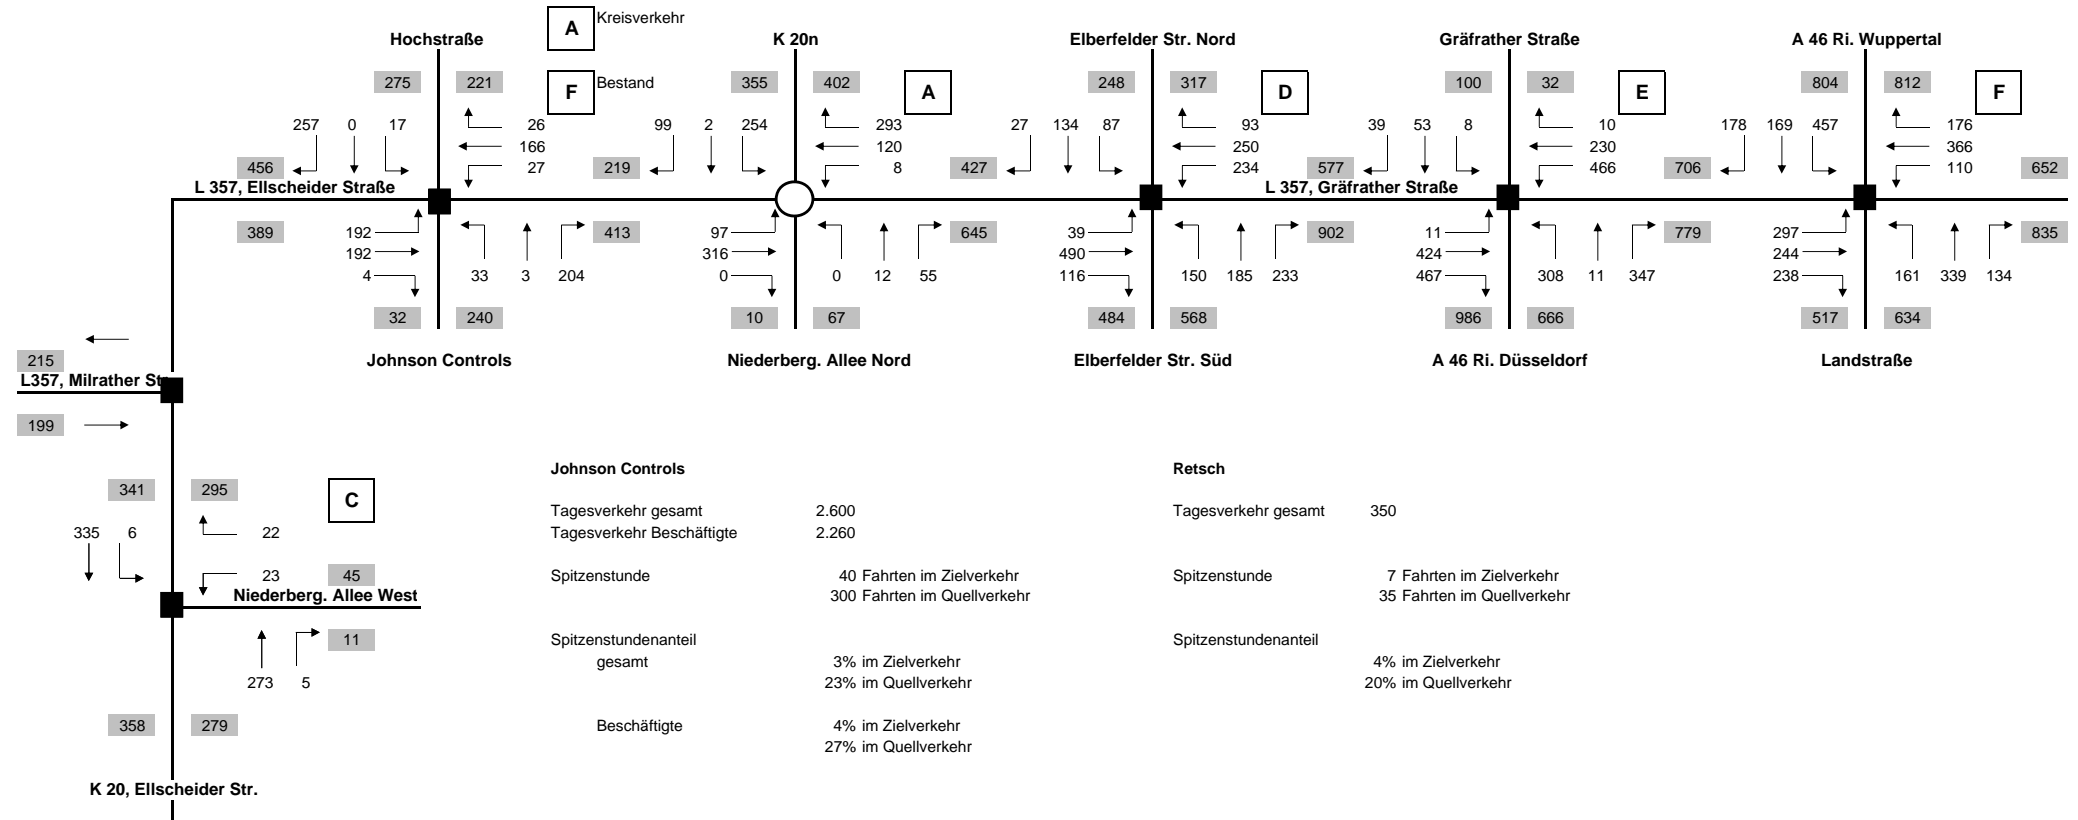 A Kreisverkehr
Hochstraße K 20n Elberfelder Str. Nord Gräfrather Straße A 46 Ri. Wuppertal
275 221 F Bestand 355 402 A 248 317 D 100 32 E 804 812 F
257 0 17 26 99 2 254 293 27 134 87 93 39 53 8 10 178 169 457 176
166 120 250 230 366
456 27 219 8 427 234 577 466 706 110 652
L 357, Ellscheider Straße L 357, Gräfrather Straße
389 192 413 97 645 39 902 11 779 297 835
192 316 490 424 244
4 33 3 204 0 0 12 55 116 150 185 233 467 308 11 347 238 161 339 134
32 240 10 67 484 568 986 666 517 634
215 Johnson Controls Niederberg. Allee Nord Elberfelder Str. Süd A 46 Ri. Düsseldorf Landstraße
L357, Milrather Str.
199
Johnson Controls Retsch
341 295 C
Tagesverkehr gesamt 2.600 Tagesverkehr gesamt 350
335 6 22 Tagesverkehr Beschäftigte 2.260
23 45 Spitzenstunde 40 Fahrten im Zielverkehr Spitzenstunde 7 Fahrten im Zielverkehr
Niederberg. Allee West 300 Fahrten im Quellverkehr 35 Fahrten im Quellverkehr
11 Spitzenstundenanteil Spitzenstundenanteil
gesamt 3% im Zielverkehr 4% im Zielverkehr
273 5 23% im Quellverkehr 20% im Quellverkehr
358 279 Beschäftigte 4% im Zielverkehr
27% im Quellverkehr
K 20, Ellscheider Str.